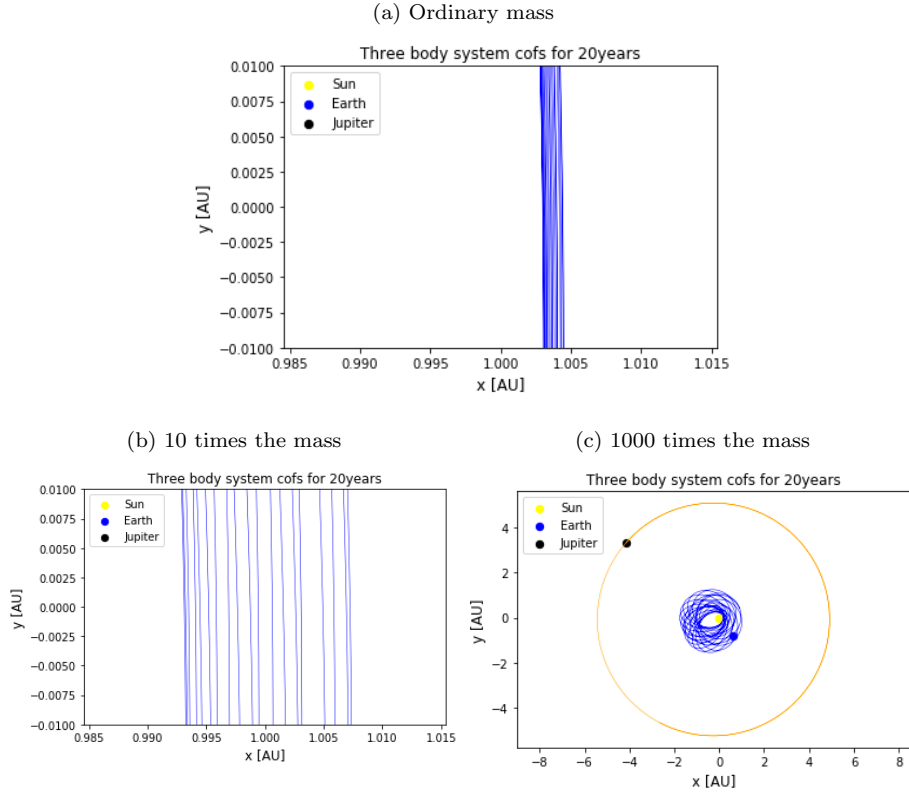 (a) Ordinary mass
Three body system cofs for 20years
Sun
Earth
Jupiter
0.0100
0.0075
0.0050
0.0025
0.0000
−0.0025
−0.0050
−0.0075
−0.0100
y [AU]
0.985 0.990 0.995 1.000 1.005 1.010 1.015
x [AU]
(b) 10 times the mass
Three body system cofs for 20years
Sun
Earth
Jupiter
0.0100
0.0075
0.0050
0.0025
0.0000
−0.0025
−0.0050
−0.0075
−0.0100
y [AU]
0.985 0.990 0.995 1.000 1.005 1.010 1.015
x [AU]
(c) 1000 times the mass
Three body system cofs for 20years
Sun
Earth
Jupiter
4
2
0
−2
−4
y [AU]
−8 −6 −4 −2 0 2 4 6 8
x [AU]